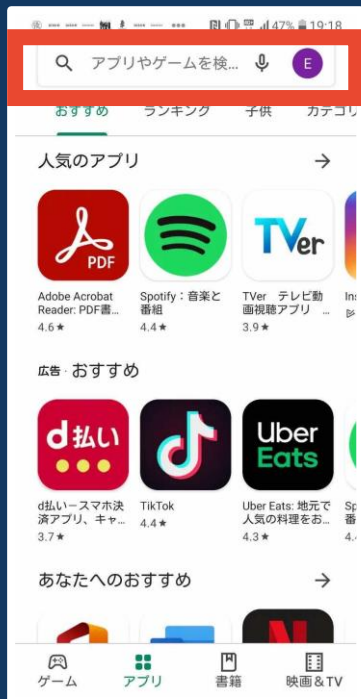 47% 19:18
アプリやゲームを検...
E
おすすめ ランキング 子供 カテゴリ
人気のアプリ →
PDF
TVer
Adobe Acrobat Spotify：音楽と TVer テレビ動 In
Reader: PDF書... 番組 画視聴アプリ ...
4.6★ 4.4★ 3.9★
広告・おすすめ
d払い
Uber
Eats
d払いースマホ決 TikTok Uber Eats: 地元で Sp
済アプリ、キャ... 4.4★ 人気の料理をお... 番
3.7★ 4.3★ 4.
あなたへのおすすめ →
N
ゲーム アプリ 書籍 映画&TV